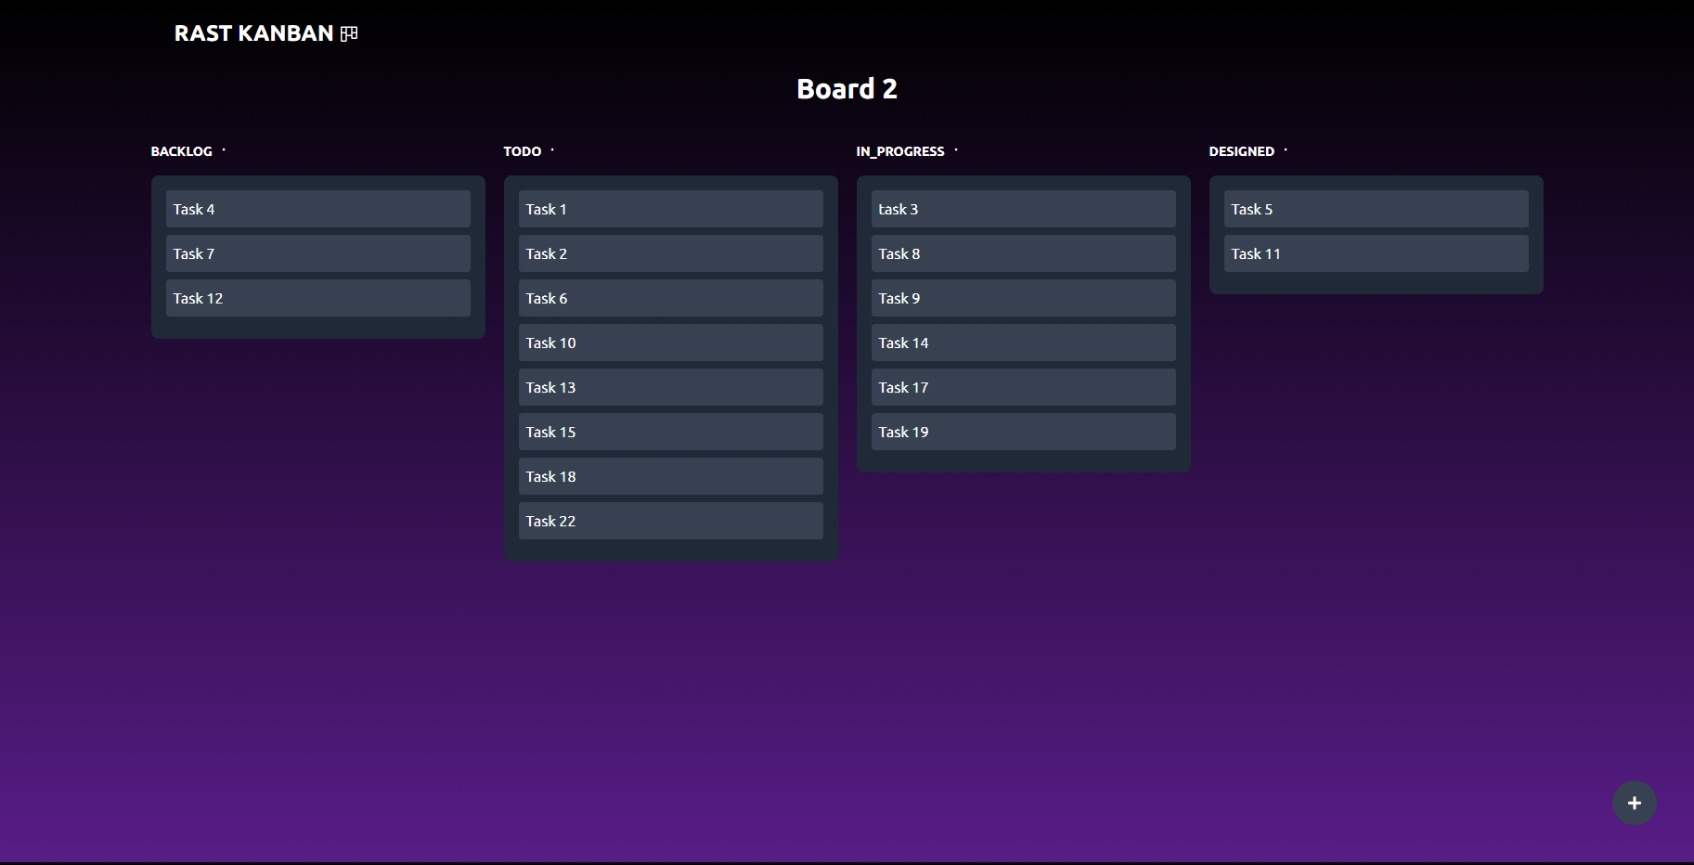 RAST KANBAN
Board 2
BACKLOG
Task 4
Task 7
Task 12
TODO
Task 1
Task 2
Task 6
Task 10
Task 13
Task 15
Task 18
Task 22
IN_PROGRESS
task 3
Task 8
Task 9
Task 14
Task 17
Task 19
DESIGNED
Task 5
Task 11
+